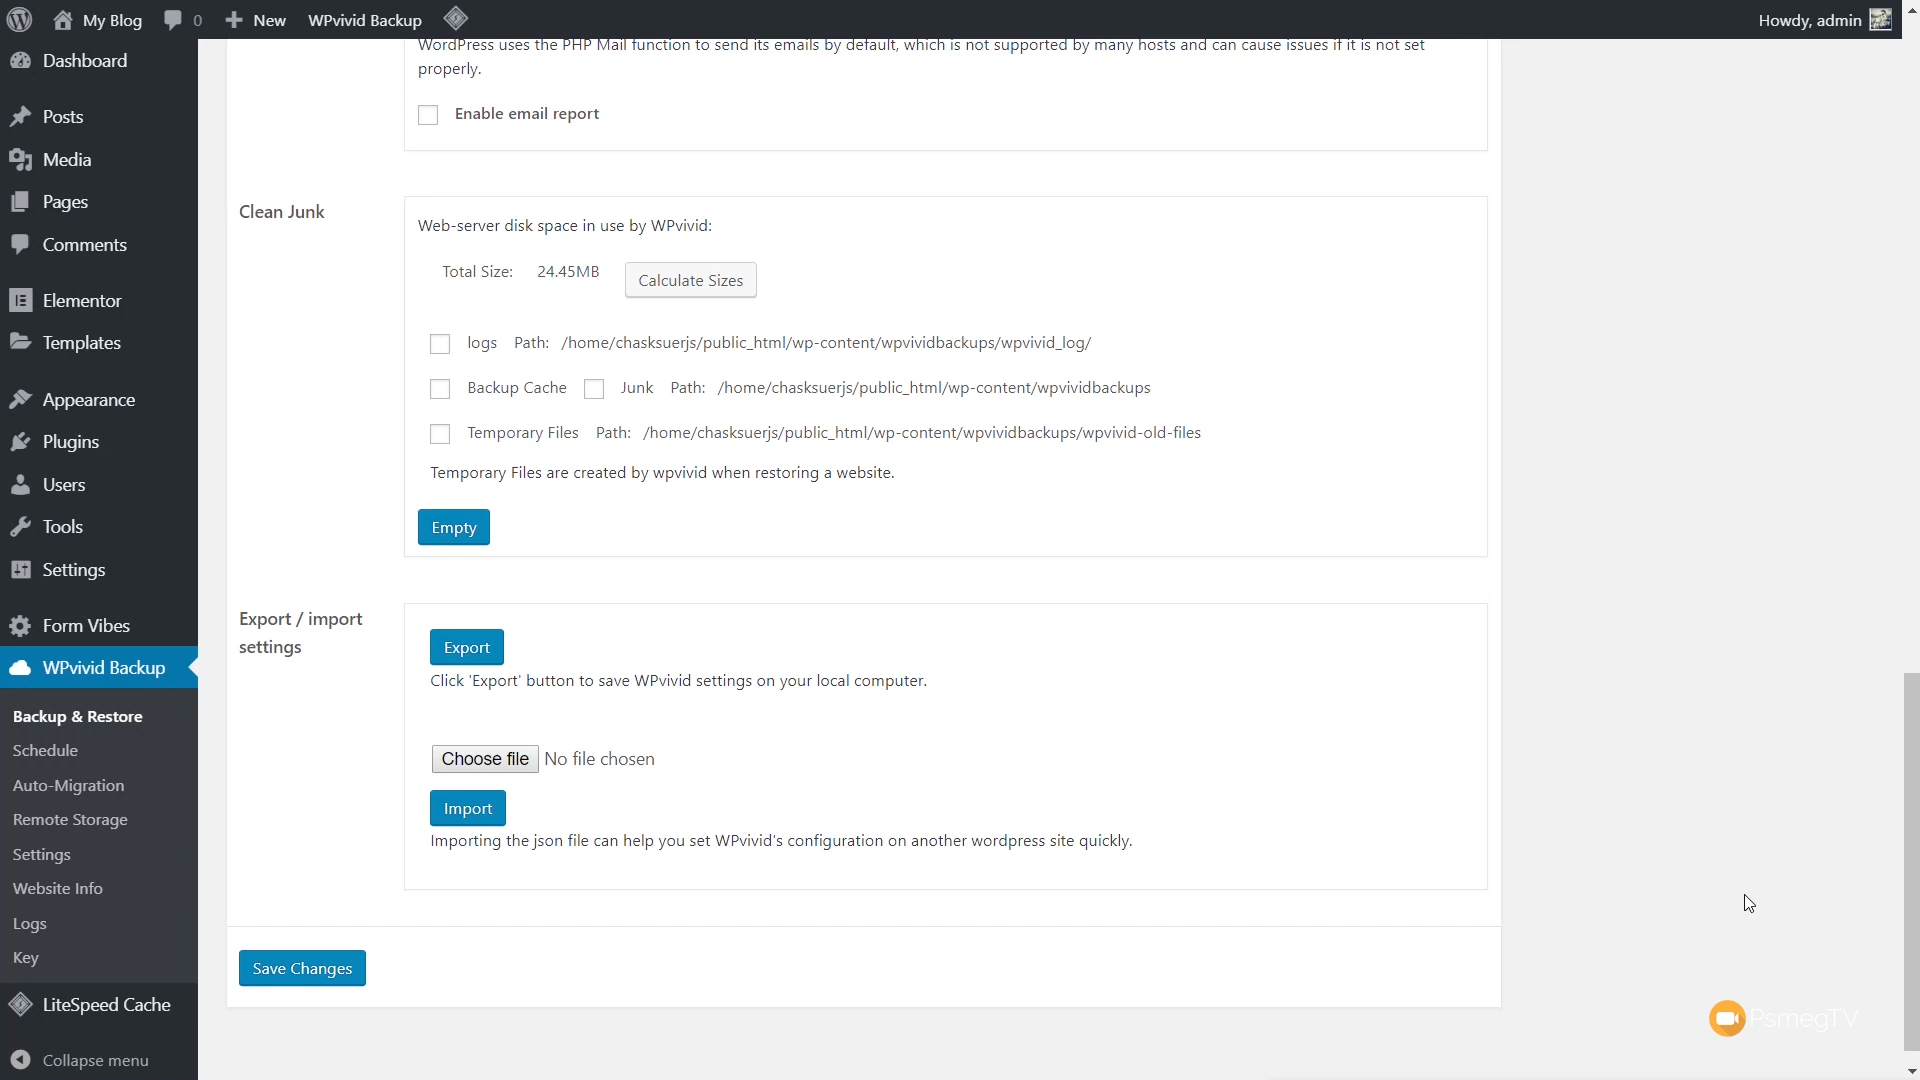 My Blog 0 New WPvivid Backup Howdy, admin
Dashboard
Posts
Media
Pages
Comments
Elementor
Templates
Appearance
Plugins
Users
Tools
Settings
Form Vibes
WPvivid Backup
Backup & Restore
Schedule
Auto-Migration
Remote Storage
Settings
Website Info
Logs
Key
LiteSpeed Cache
Collapse menu
WordPress uses the PHP Mail function to send its emails by default, which is not supported by many hosts and can cause issues if it is not set
properly.
Enable email report
Clean Junk
Web-server disk space in use by WPvivid:
Total Size: 24.45MB Calculate Sizes
logs Path: /home/chasksuerjs/public_html/wp-content/wpvividbackups/wpvivid_log/
Backup Cache Junk Path: /home/chasksuerjs/public_html/wp-content/wpvividbackups
Temporary Files Path: /home/chasksuerjs/public_html/wp-content/wpvividbackups/wpvivid-old-files
Temporary Files are created by wpvivid when restoring a website.
Empty
Export / import
settings
Export
Click 'Export' button to save WPvivid settings on your local computer.
Choose file No file chosen
Import
Importing the json file can help you set WPvivid's configuration on another wordpress site quickly.
Save Changes
PsmegTV